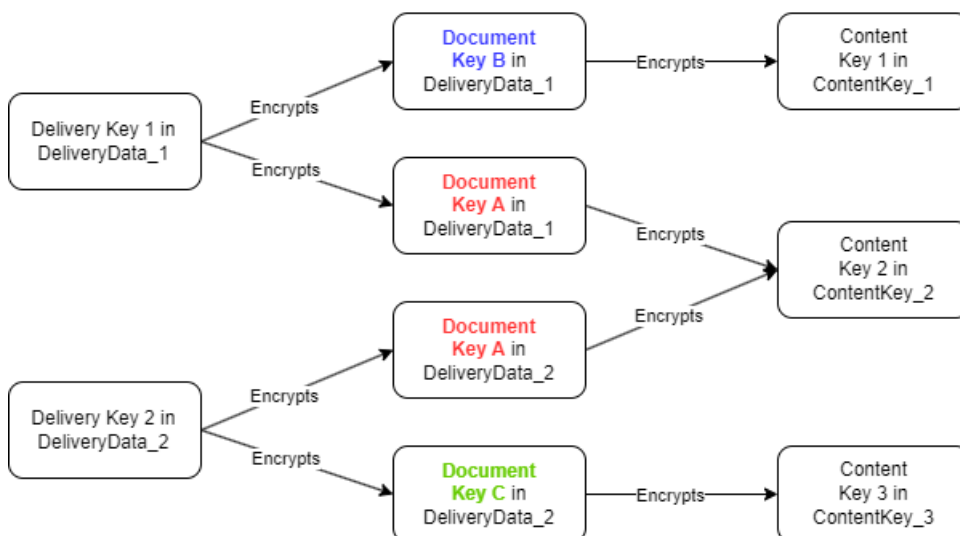 Document
Key B in
DeliveryData_1
Encrypts
Content
Key 1 in
ContentKey_1
Delivery Key 1 in
DeliveryData_1
Encrypts
Encrypts
Document
Key A in
DeliveryData_1
Encrypts
Content
Key 2 in
ContentKey_2
Document
Key A in
DeliveryData_2
Encrypts
Delivery Key 2 in
DeliveryData_2
Encrypts
Encrypts
Document
Key C in
DeliveryData_2
Encrypts
Content
Key 3 in
ContentKey_3